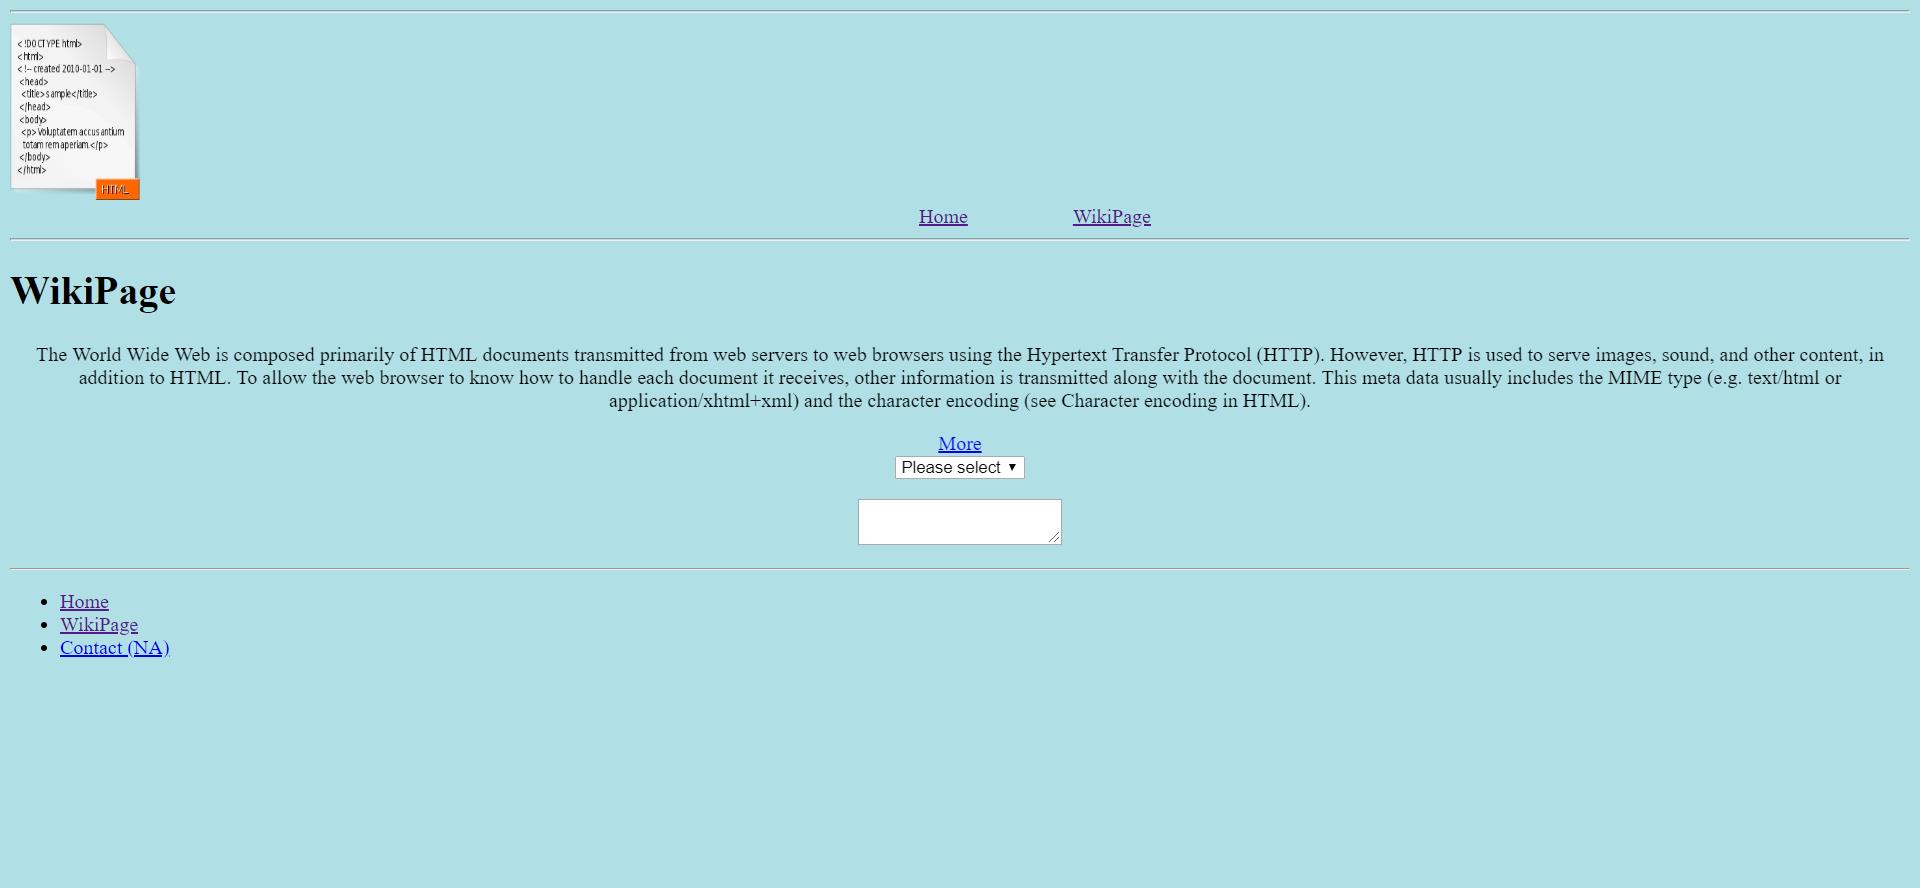 <!DOCTYPE html>
<html>
<!-- created 2010-01-01 -->
<head>
<title>sample</title>
</head>
<body>
<p>Voluptatem accusantium
totam rem aperiam.</p>
</body>
</html>
HTML
Home WikiPage
WikiPage
The World Wide Web is composed primarily of HTML documents transmitted from web servers to web browsers using the Hypertext Transfer Protocol (HTTP). However, HTTP is used to serve images, sound, and other content, in
addition to HTML. To allow the web browser to know how to handle each document it receives, other information is transmitted along with the document. This meta data usually includes the MIME type (e.g. text/html or
application/xhtml+xml) and the character encoding (see Character encoding in HTML).
More
Please select
Home
WikiPage
Contact (NA)